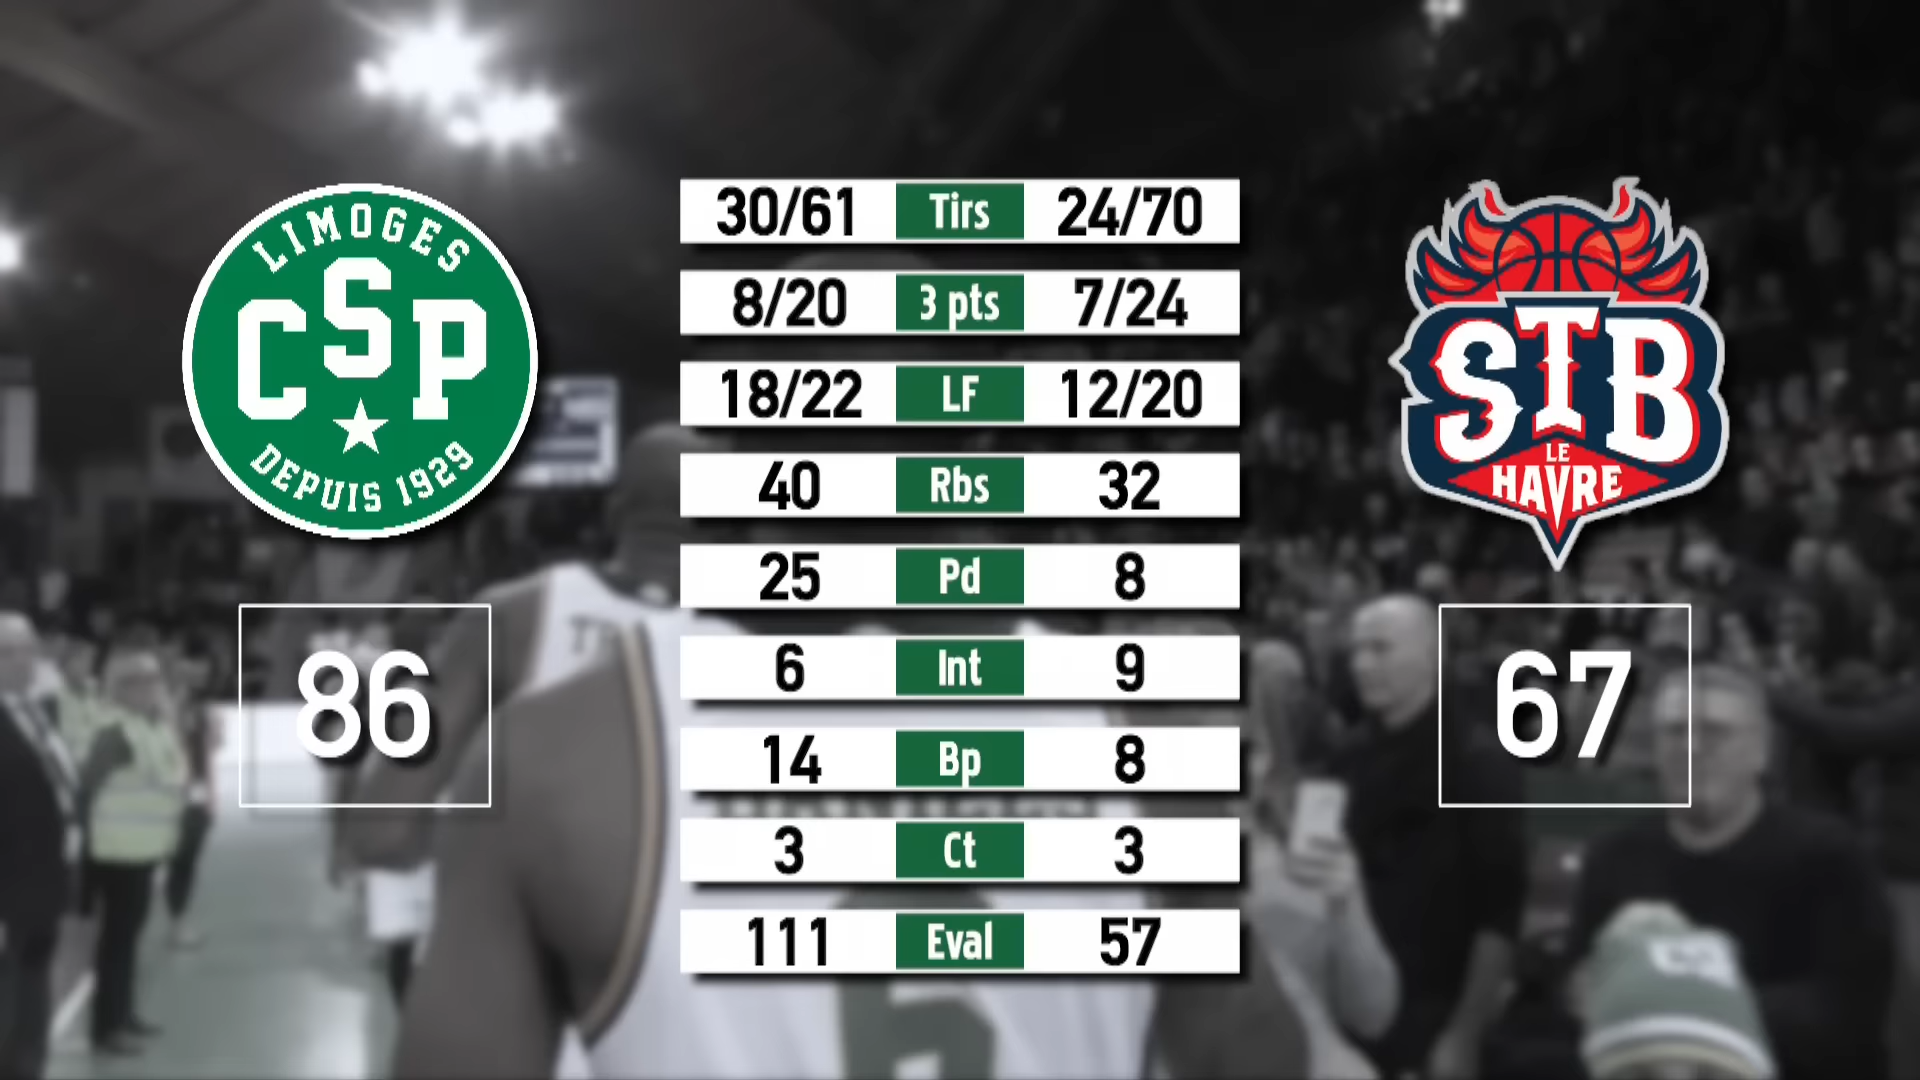 LIMOGES
CSP
DEPUIS 1929
86
30/61 Tirs 24/70
8/20 3 pts 7/24
18/22 LF 12/20
40 Rbs 32
25 Pd 8
6 Int 9
14 Bp 8
3 Ct 3
111 Eval 57
STB
LE
HAVRE
67